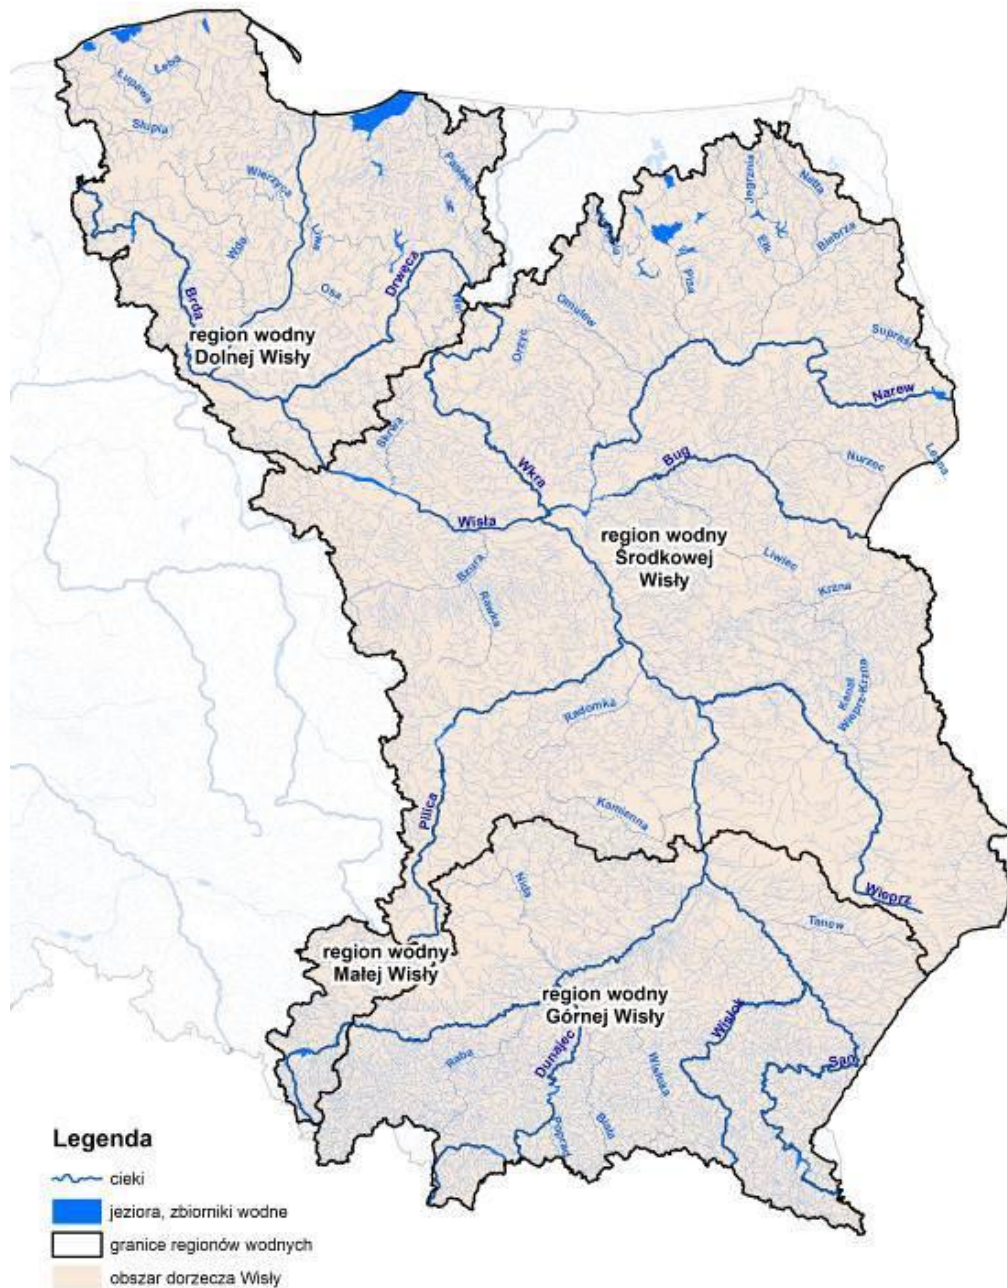 Łeba
Łupawa
Słupia
Pasłęka
Wierzyca
Liwa
Wda
Osa
Drwęca
Brda
Wel
region wodny
Dolnej Wisły
Jegrznia
Netta
Biebrza
Ełk
Pisa
Omulew
Orzyc
Supraśl
Narew
Skrwa
Wkra
Bug
Nurzec
Leśna
Wisła
region wodny
Środkowej
Wisły
Liwiec
Krzna
Bzura
Rawka
Kanał
Wieprz-Krzna
Radomka
Pilica
Kamienna
Nida
Wieprz
Tanew
region wodny
Małej Wisły
region wodny
Górnej Wisły
Wisłok
Dunajec
Raba
Wisłoka
San
Poprad
Biała
Legenda
cieki
jeziora, zbiorniki wodne
granice regionów wodnych
obszar dorzecza Wisły